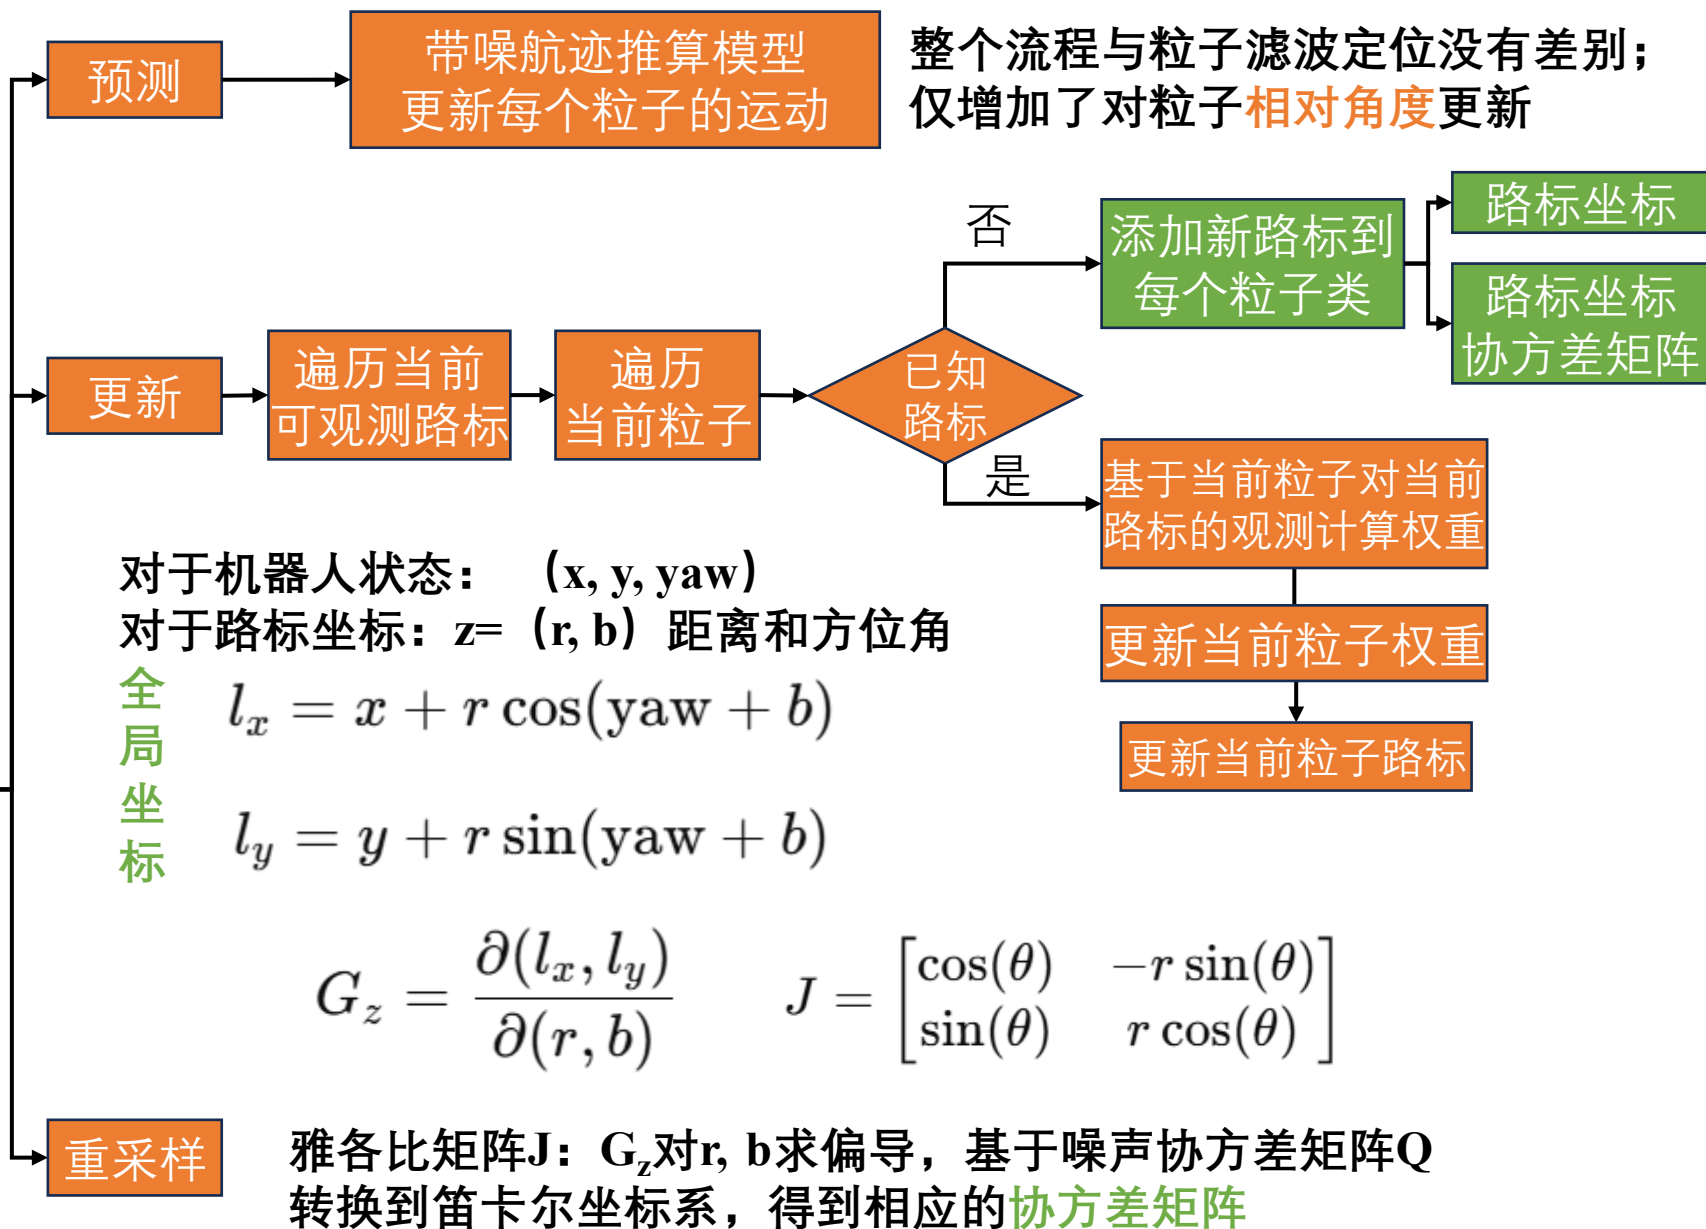 预测
带噪航迹推算模型
更新每个粒子的运动
整个流程与粒子滤波定位没有差别;
仅增加了对粒子相对角度更新
更新
遍历当前
可观测路标
遍历
当前粒子
已知
路标
否
添加新路标到
每个粒子类
路标坐标
路标坐标
协方差矩阵
是
基于当前粒子对当前
路标的观测计算权重
更新当前粒子权重
更新当前粒子路标
对于机器人状态：（x, y, yaw）
对于路标坐标：z=（r, b）距离和方位角
全局坐标
l_x = x + r cos(yaw + b)
l_y = y + r sin(yaw + b)
G_z = ∂(l_x, l_y) / ∂(r, b)
J = [cos(θ) −r sin(θ)
sin(θ) r cos(θ)]
重采样
雅各比矩阵J：G_z对r, b求偏导，基于噪声协方差矩阵Q
转换到笛卡尔坐标系，得到相应的协方差矩阵